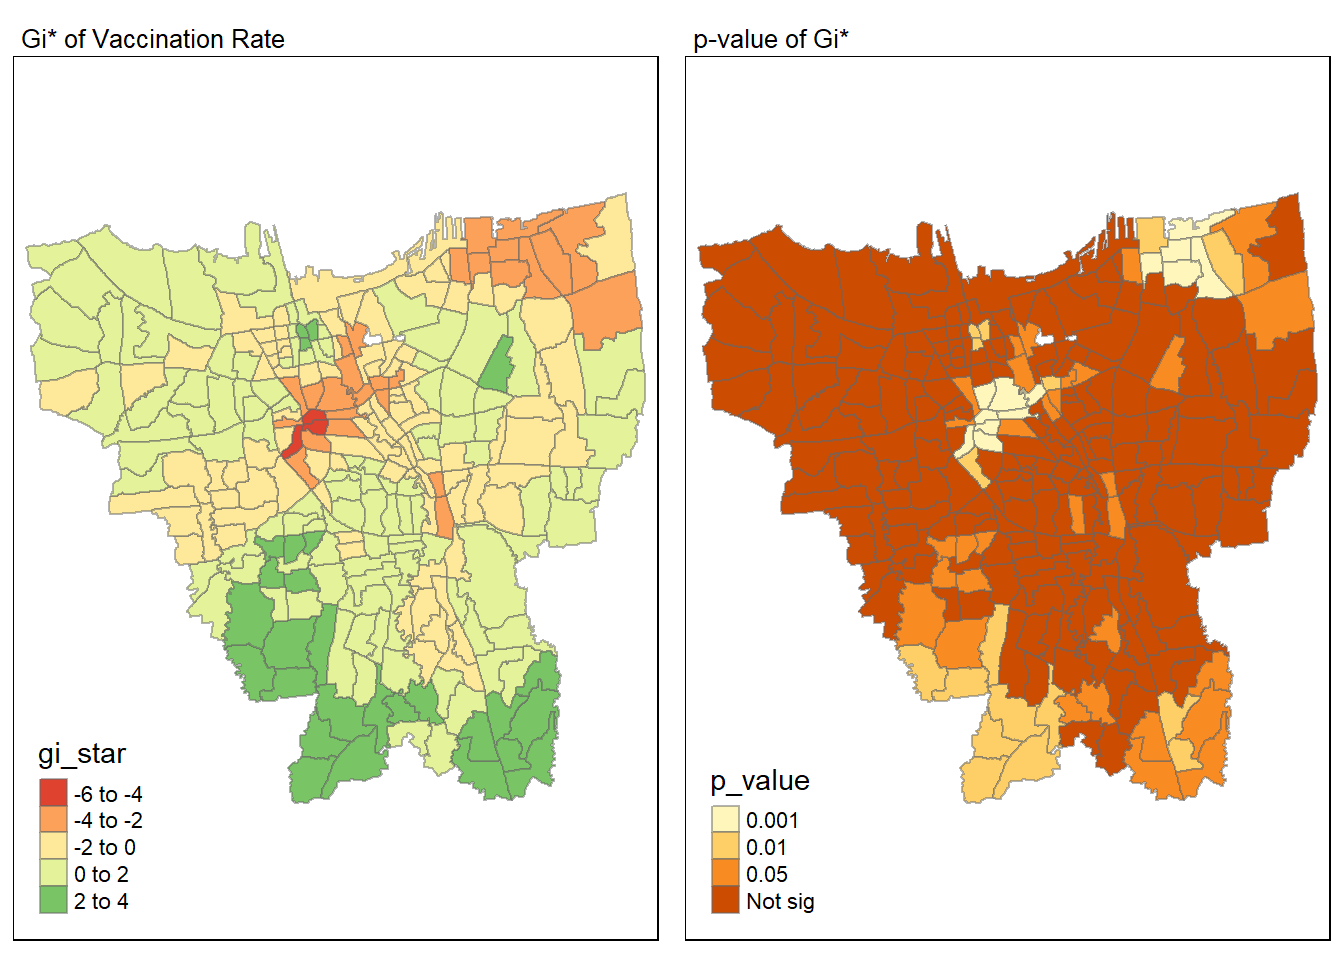 Gi* of Vaccination Rate
p-value of Gi*
gi_star
-6 to -4
-4 to -2
-2 to 0
0 to 2
2 to 4
p_value
0.001
0.01
0.05
Not sig